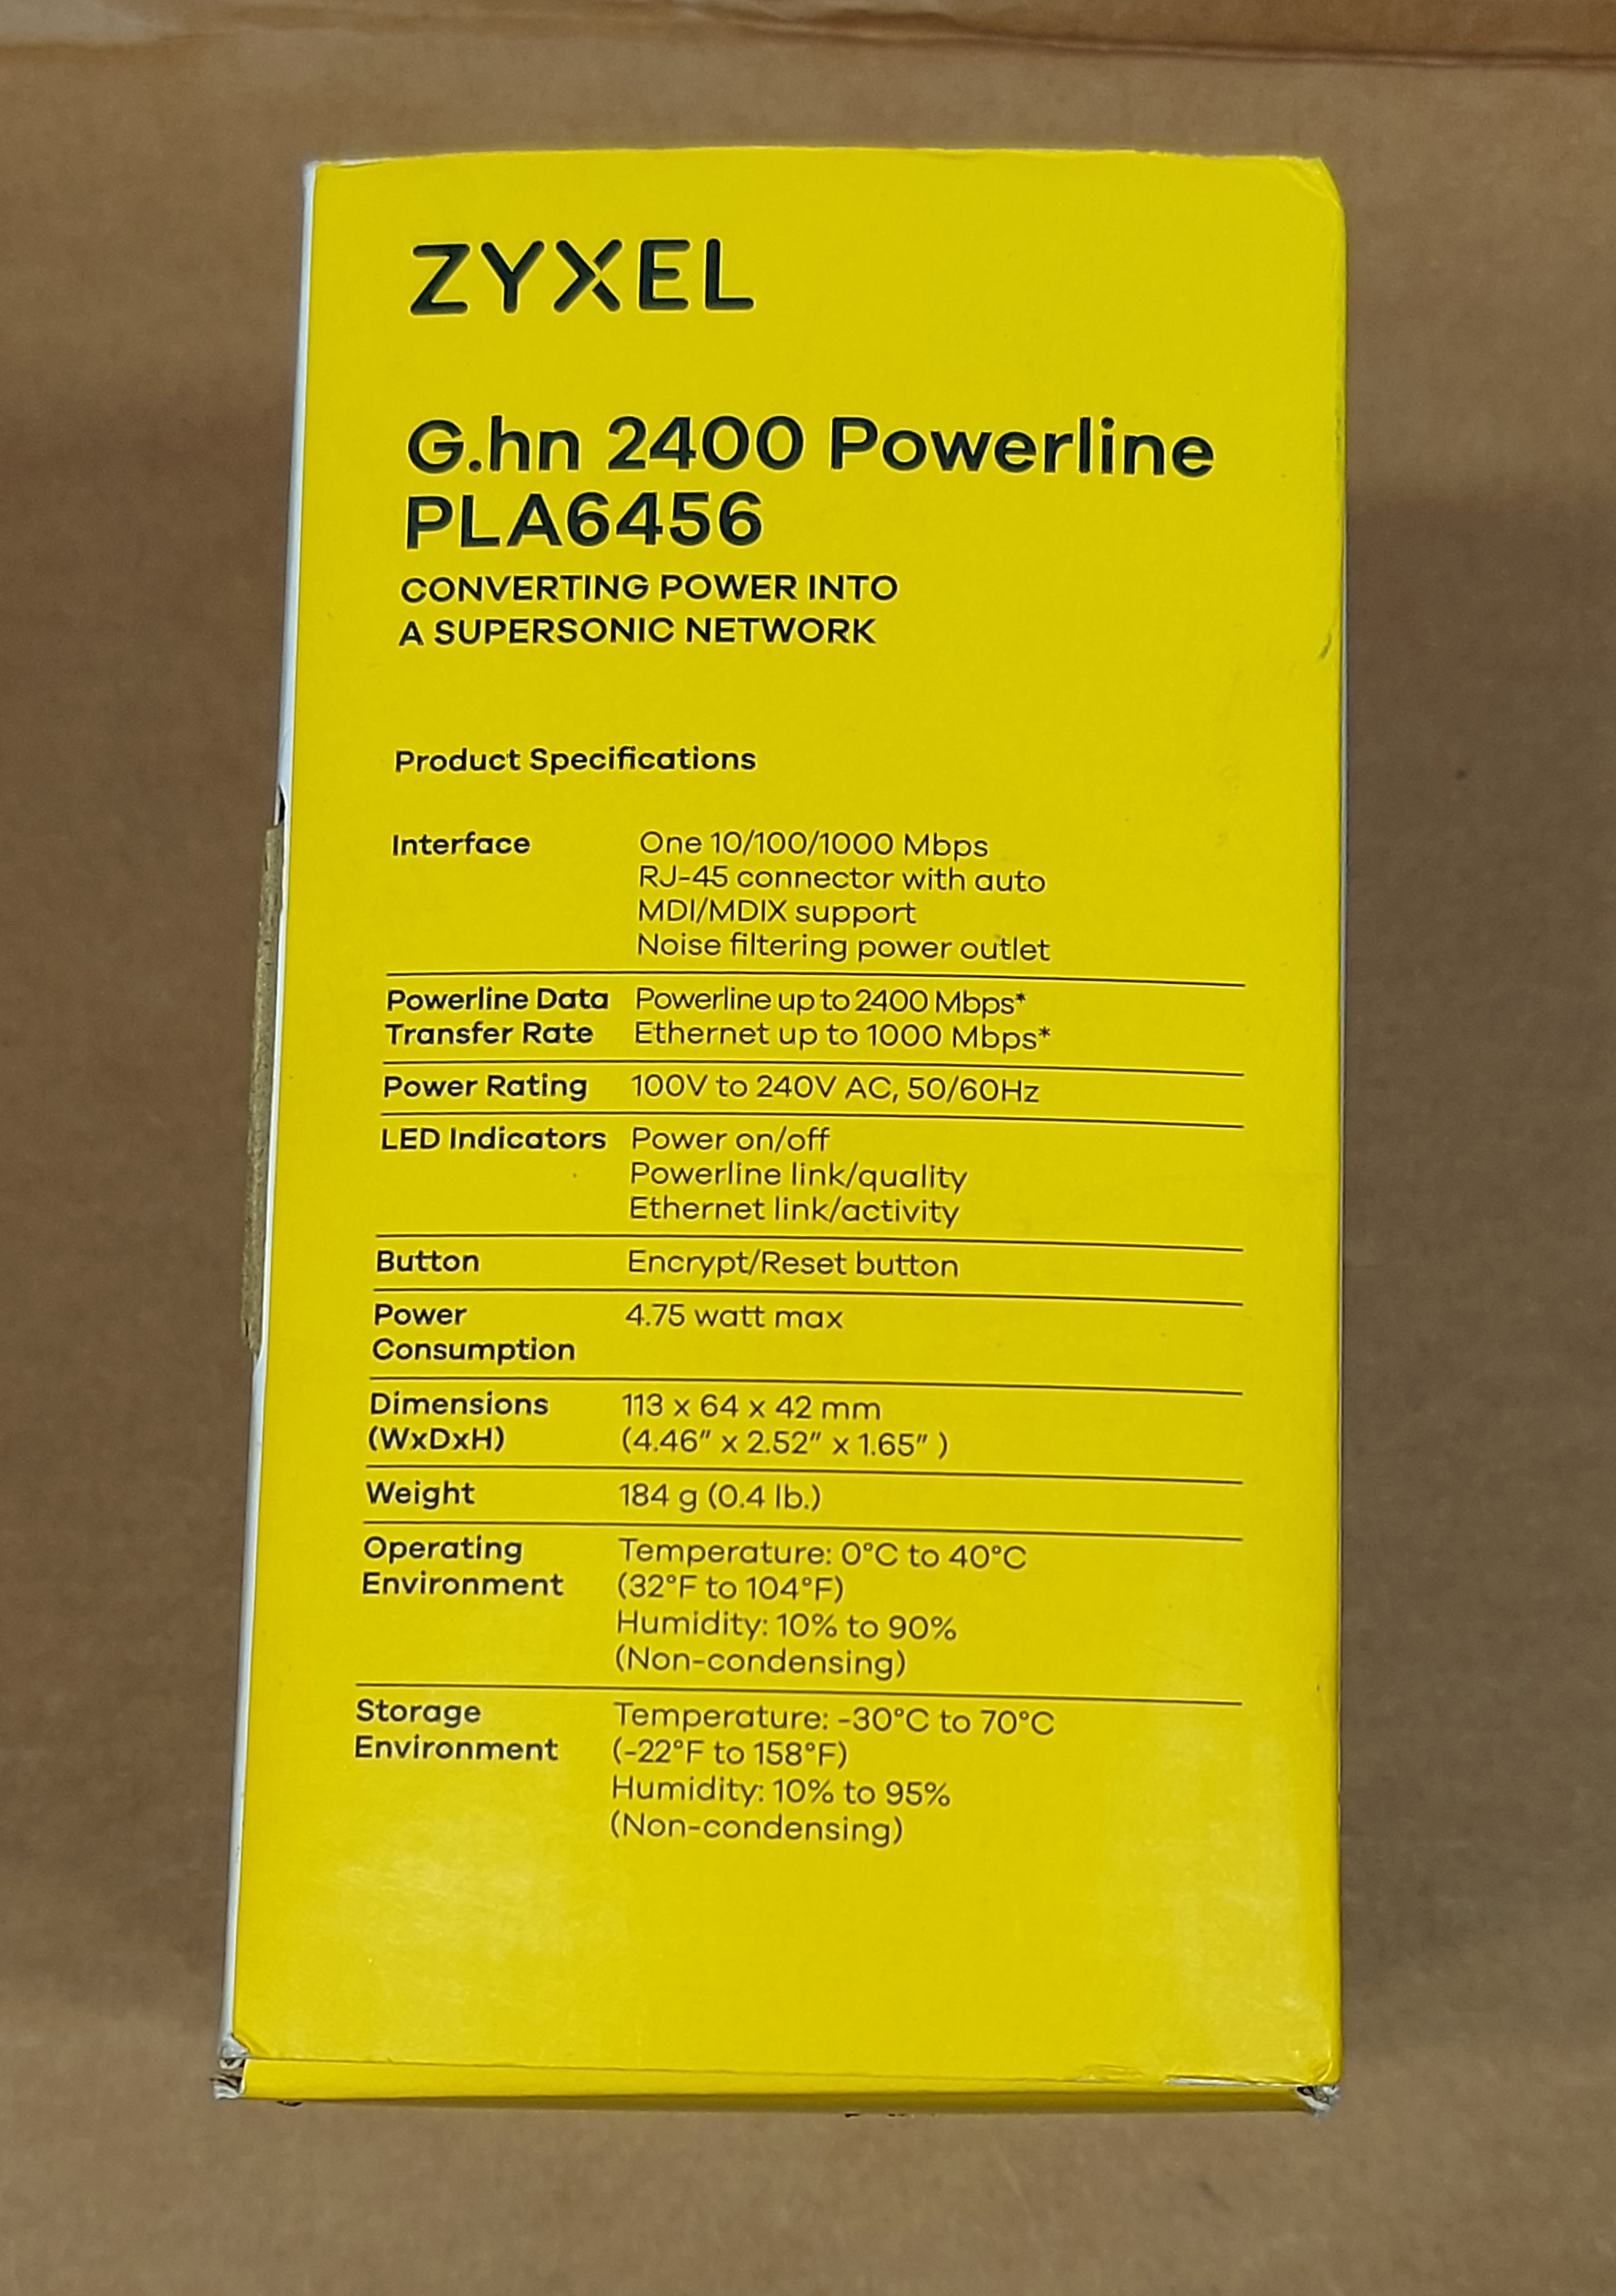 ZYXEL
G.hn 2400 Powerline
PLA6456
CONVERTING POWER INTO
A SUPERSONIC NETWORK
Product Specifications
Interface One 10/100/1000 Mbps
RJ-45 connector with auto
MDI/MDIX support
Noise filtering power outlet
Powerline Data Powerline up to 2400 Mbps*
Transfer Rate Ethernet up to 1000 Mbps*
Power Rating 100V to 240V AC, 50/60Hz
LED Indicators Power on/off
Powerline link/quality
Ethernet link/activity
Button Encrypt/Reset button
Power 4.75 watt max
Consumption
Dimensions 113 x 64 x 42 mm
(WxDxH) (4.46" x 2.52" x 1.65" )
Weight 184 g (0.4 lb.)
Operating Temperature: 0°C to 40°C
Environment (32°F to 104°F)
Humidity: 10% to 90%
(Non-condensing)
Storage Temperature: -30°C to 70°C
Environment (-22°F to 158°F)
Humidity: 10% to 95%
(Non-condensing)